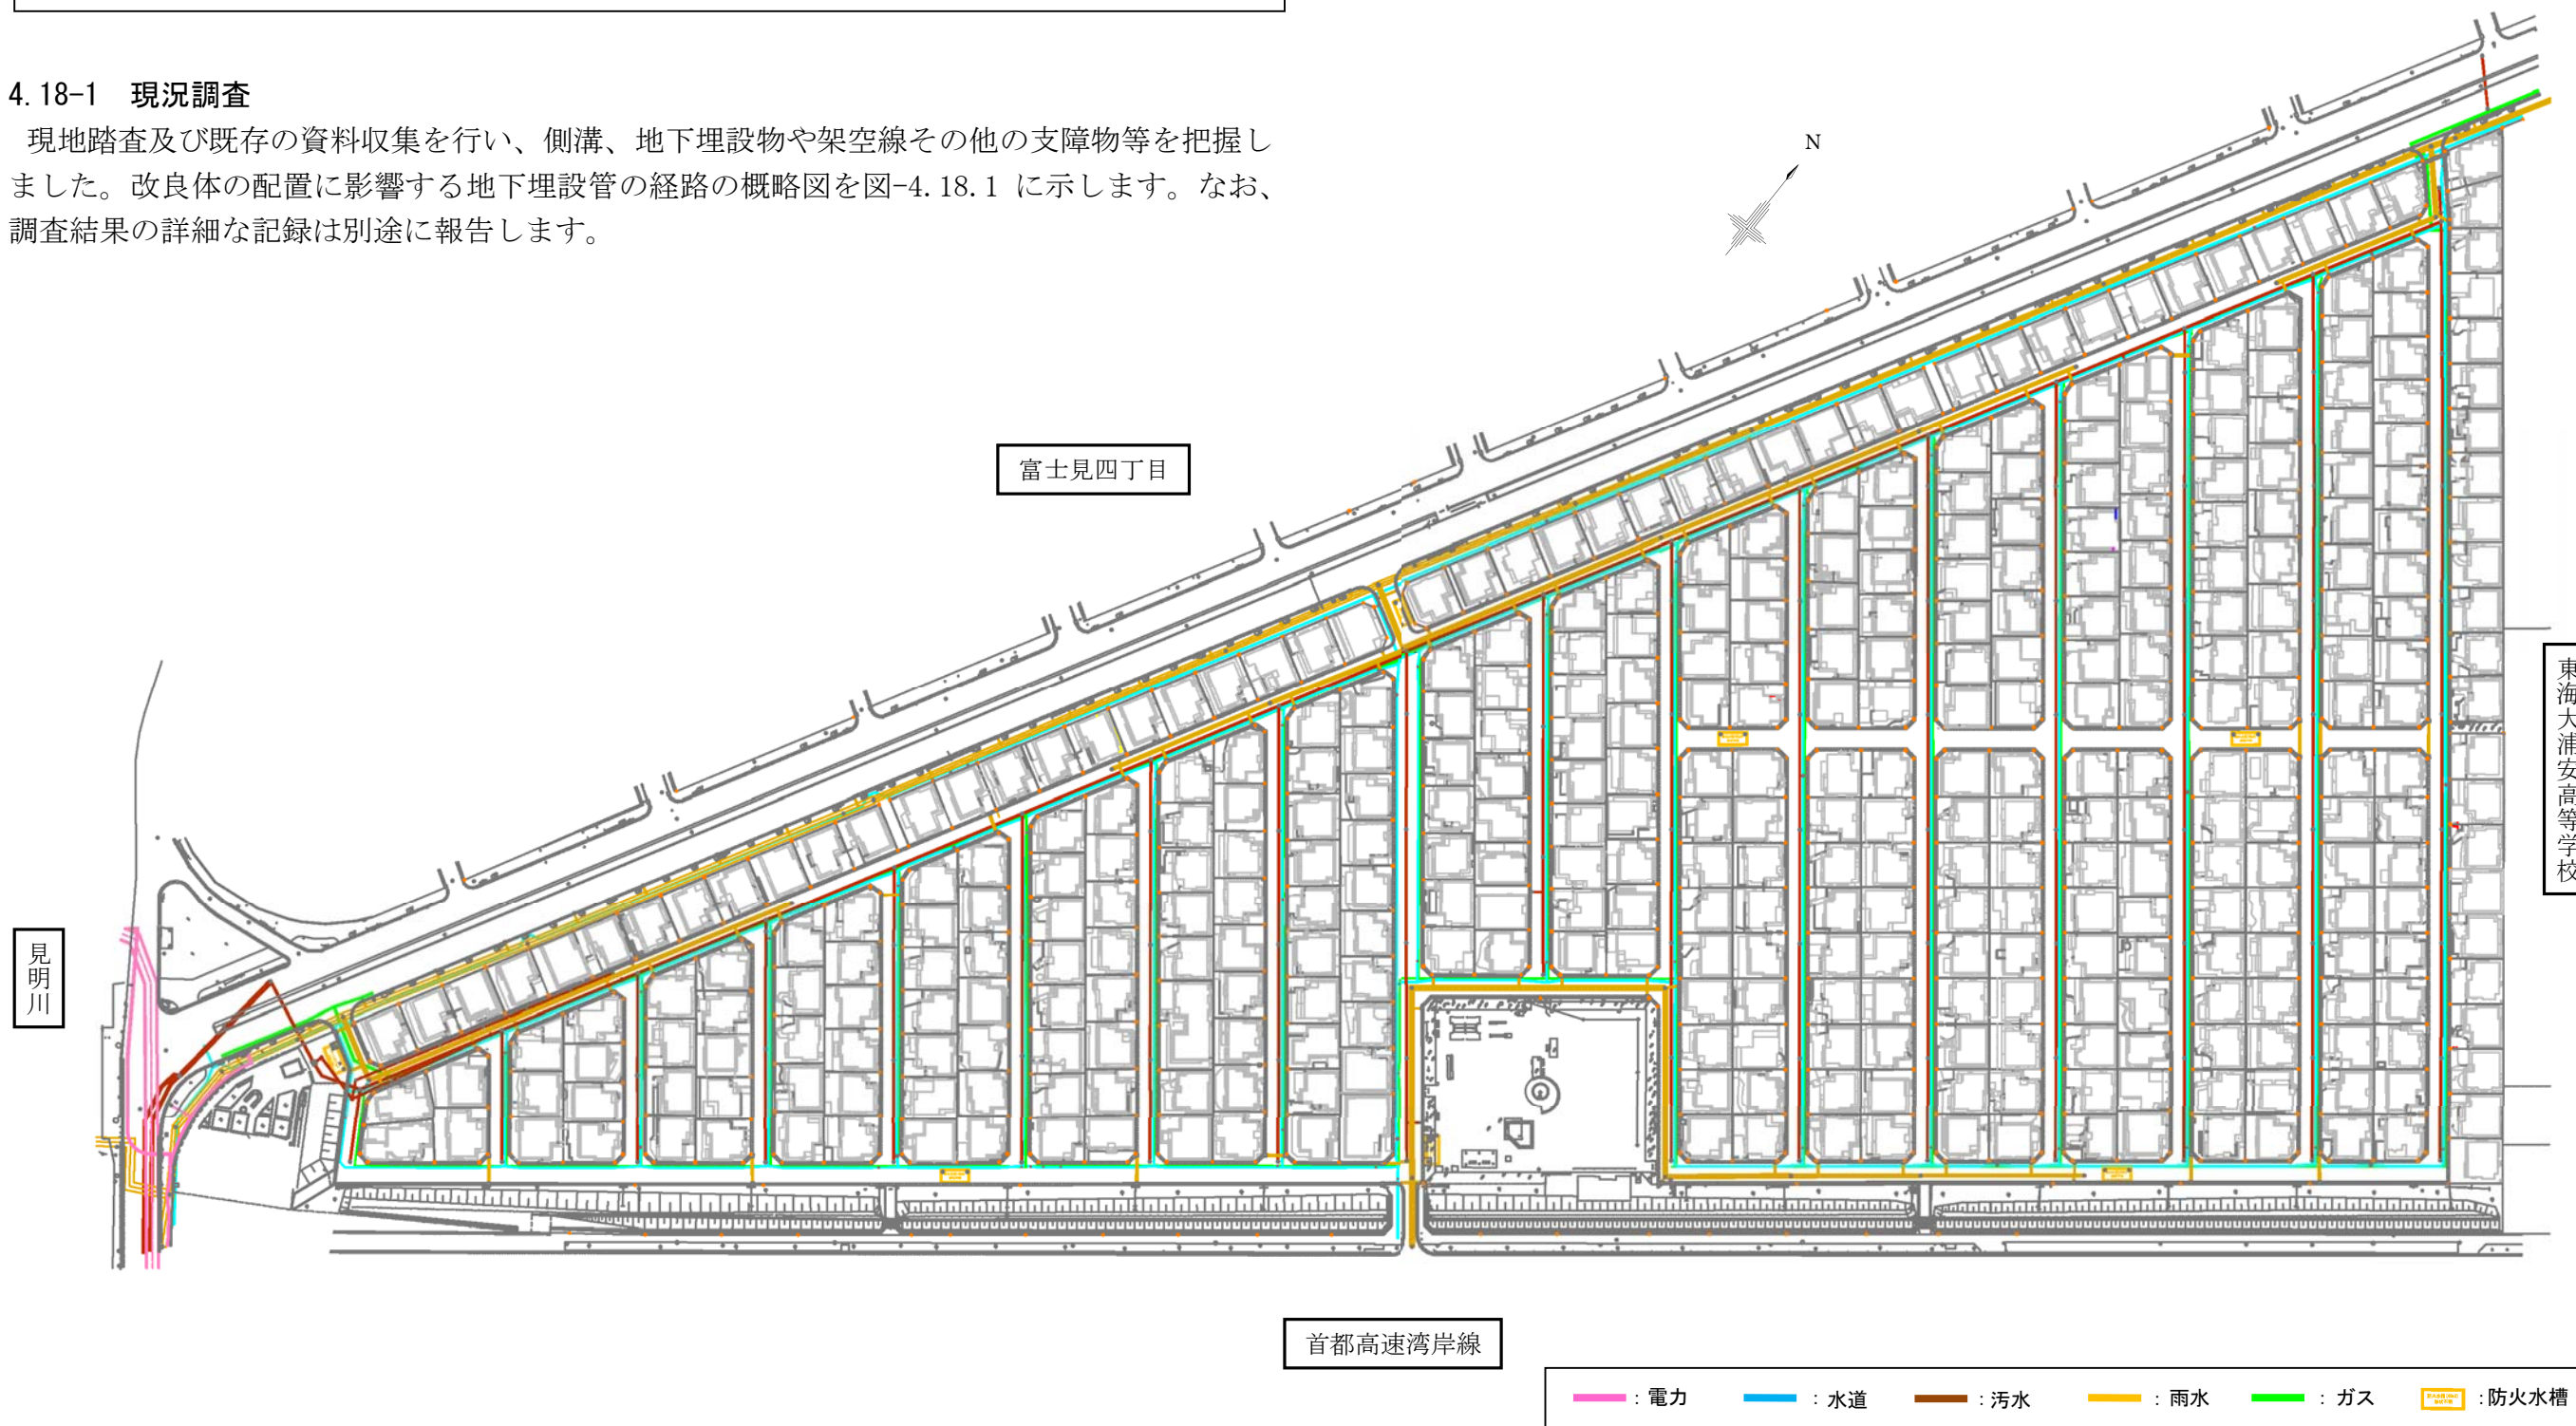 4.18-1 現況調査
現地踏査及び既存の資料収集を行い、側溝、地下埋設物や架空線その他の支障物等を把握し
ました。改良体の配置に影響する地下埋設管の経路の概略図を図-4.18.1 に示します。なお、
調査結果の詳細な記録は別途に報告します。
N
富士見四丁目
東海大浦安高等学校
見明川
首都高速湾岸線
：電力
：水道
：汚水
：雨水
：ガス
：防火水槽